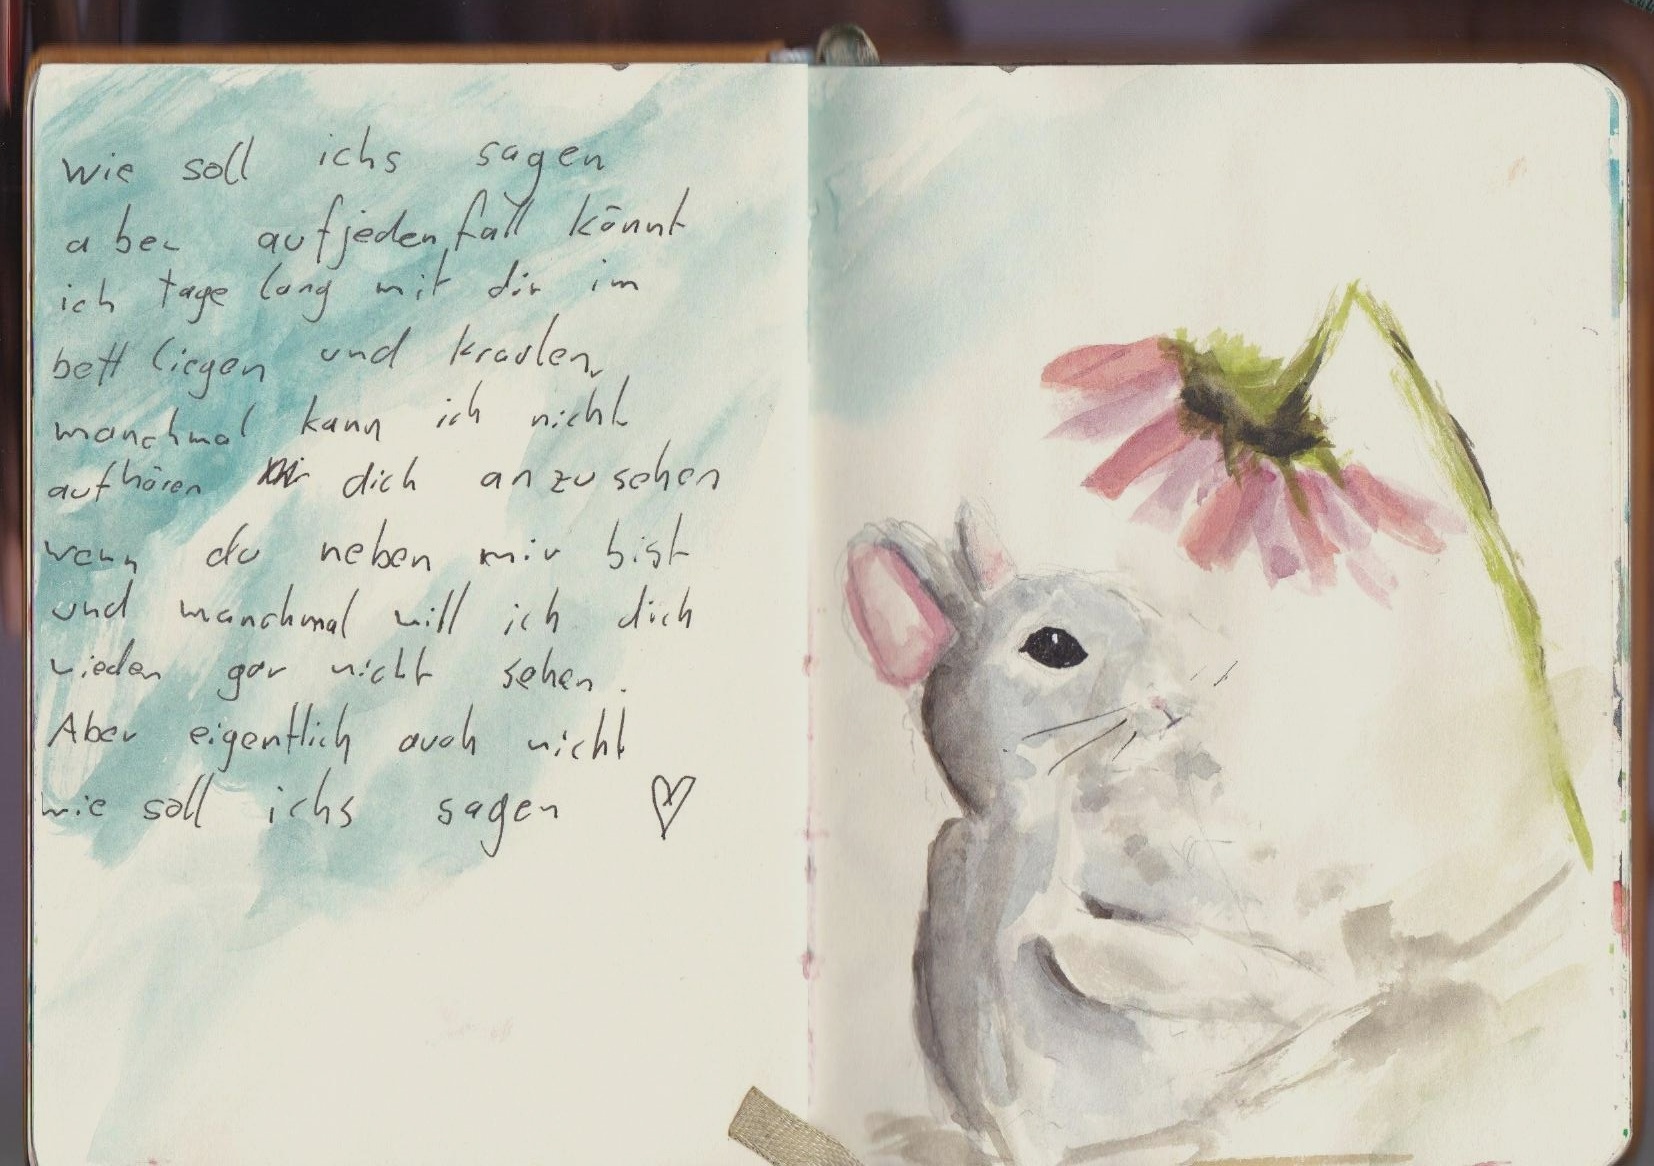 wie soll ichs sagen
aber aufjedenfall könnt
ich tage lang mit dir im
bett liegen und kraulen,
manchmal kann ich nicht
aufhören dich anzusehen
wenn du neben mir bist
und manchmal will ich dich
wieder gar nicht sehen.
Aber eigentlich auch nicht
wie soll ichs sagen ♡